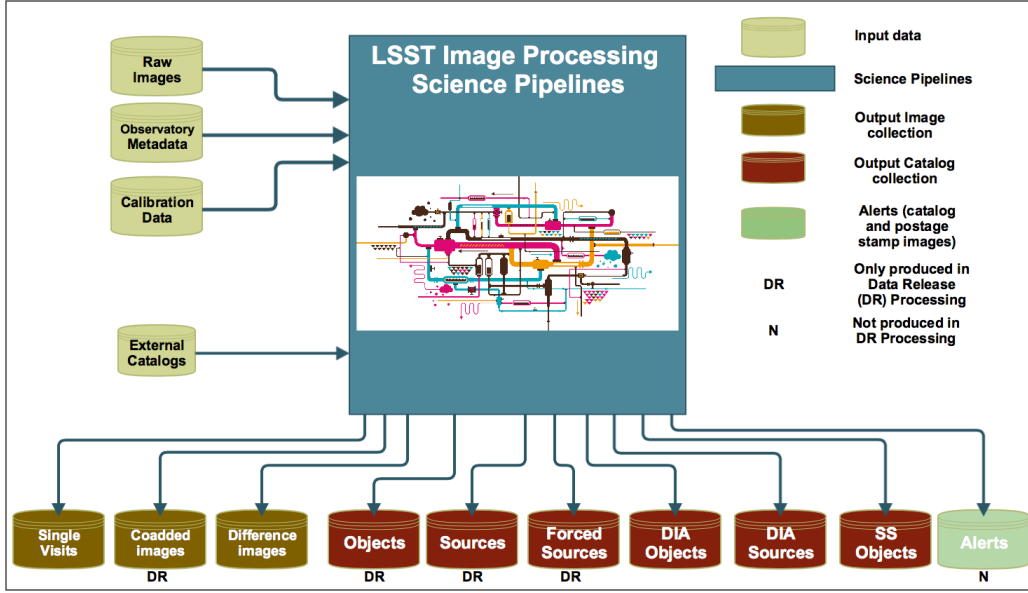 LSST Image Processing
Science Pipelines
Raw
Images
Observatory
Metadata
Calibration
Data
External
Catalogs
Input data
Science Pipelines
Output Image
collection
Output Catalog
collection
Alerts (catalog
and postage
stamp images)
DR
Only produced in
Data Release
(DR) Processing
N
Not produced in
DR Processing
Single
Visits
Coadded
images
DR
Difference
images
Objects
DR
Sources
DR
Forced
Sources
DR
DIA
Objects
DIA
Sources
SS
Objects
Alerts
N